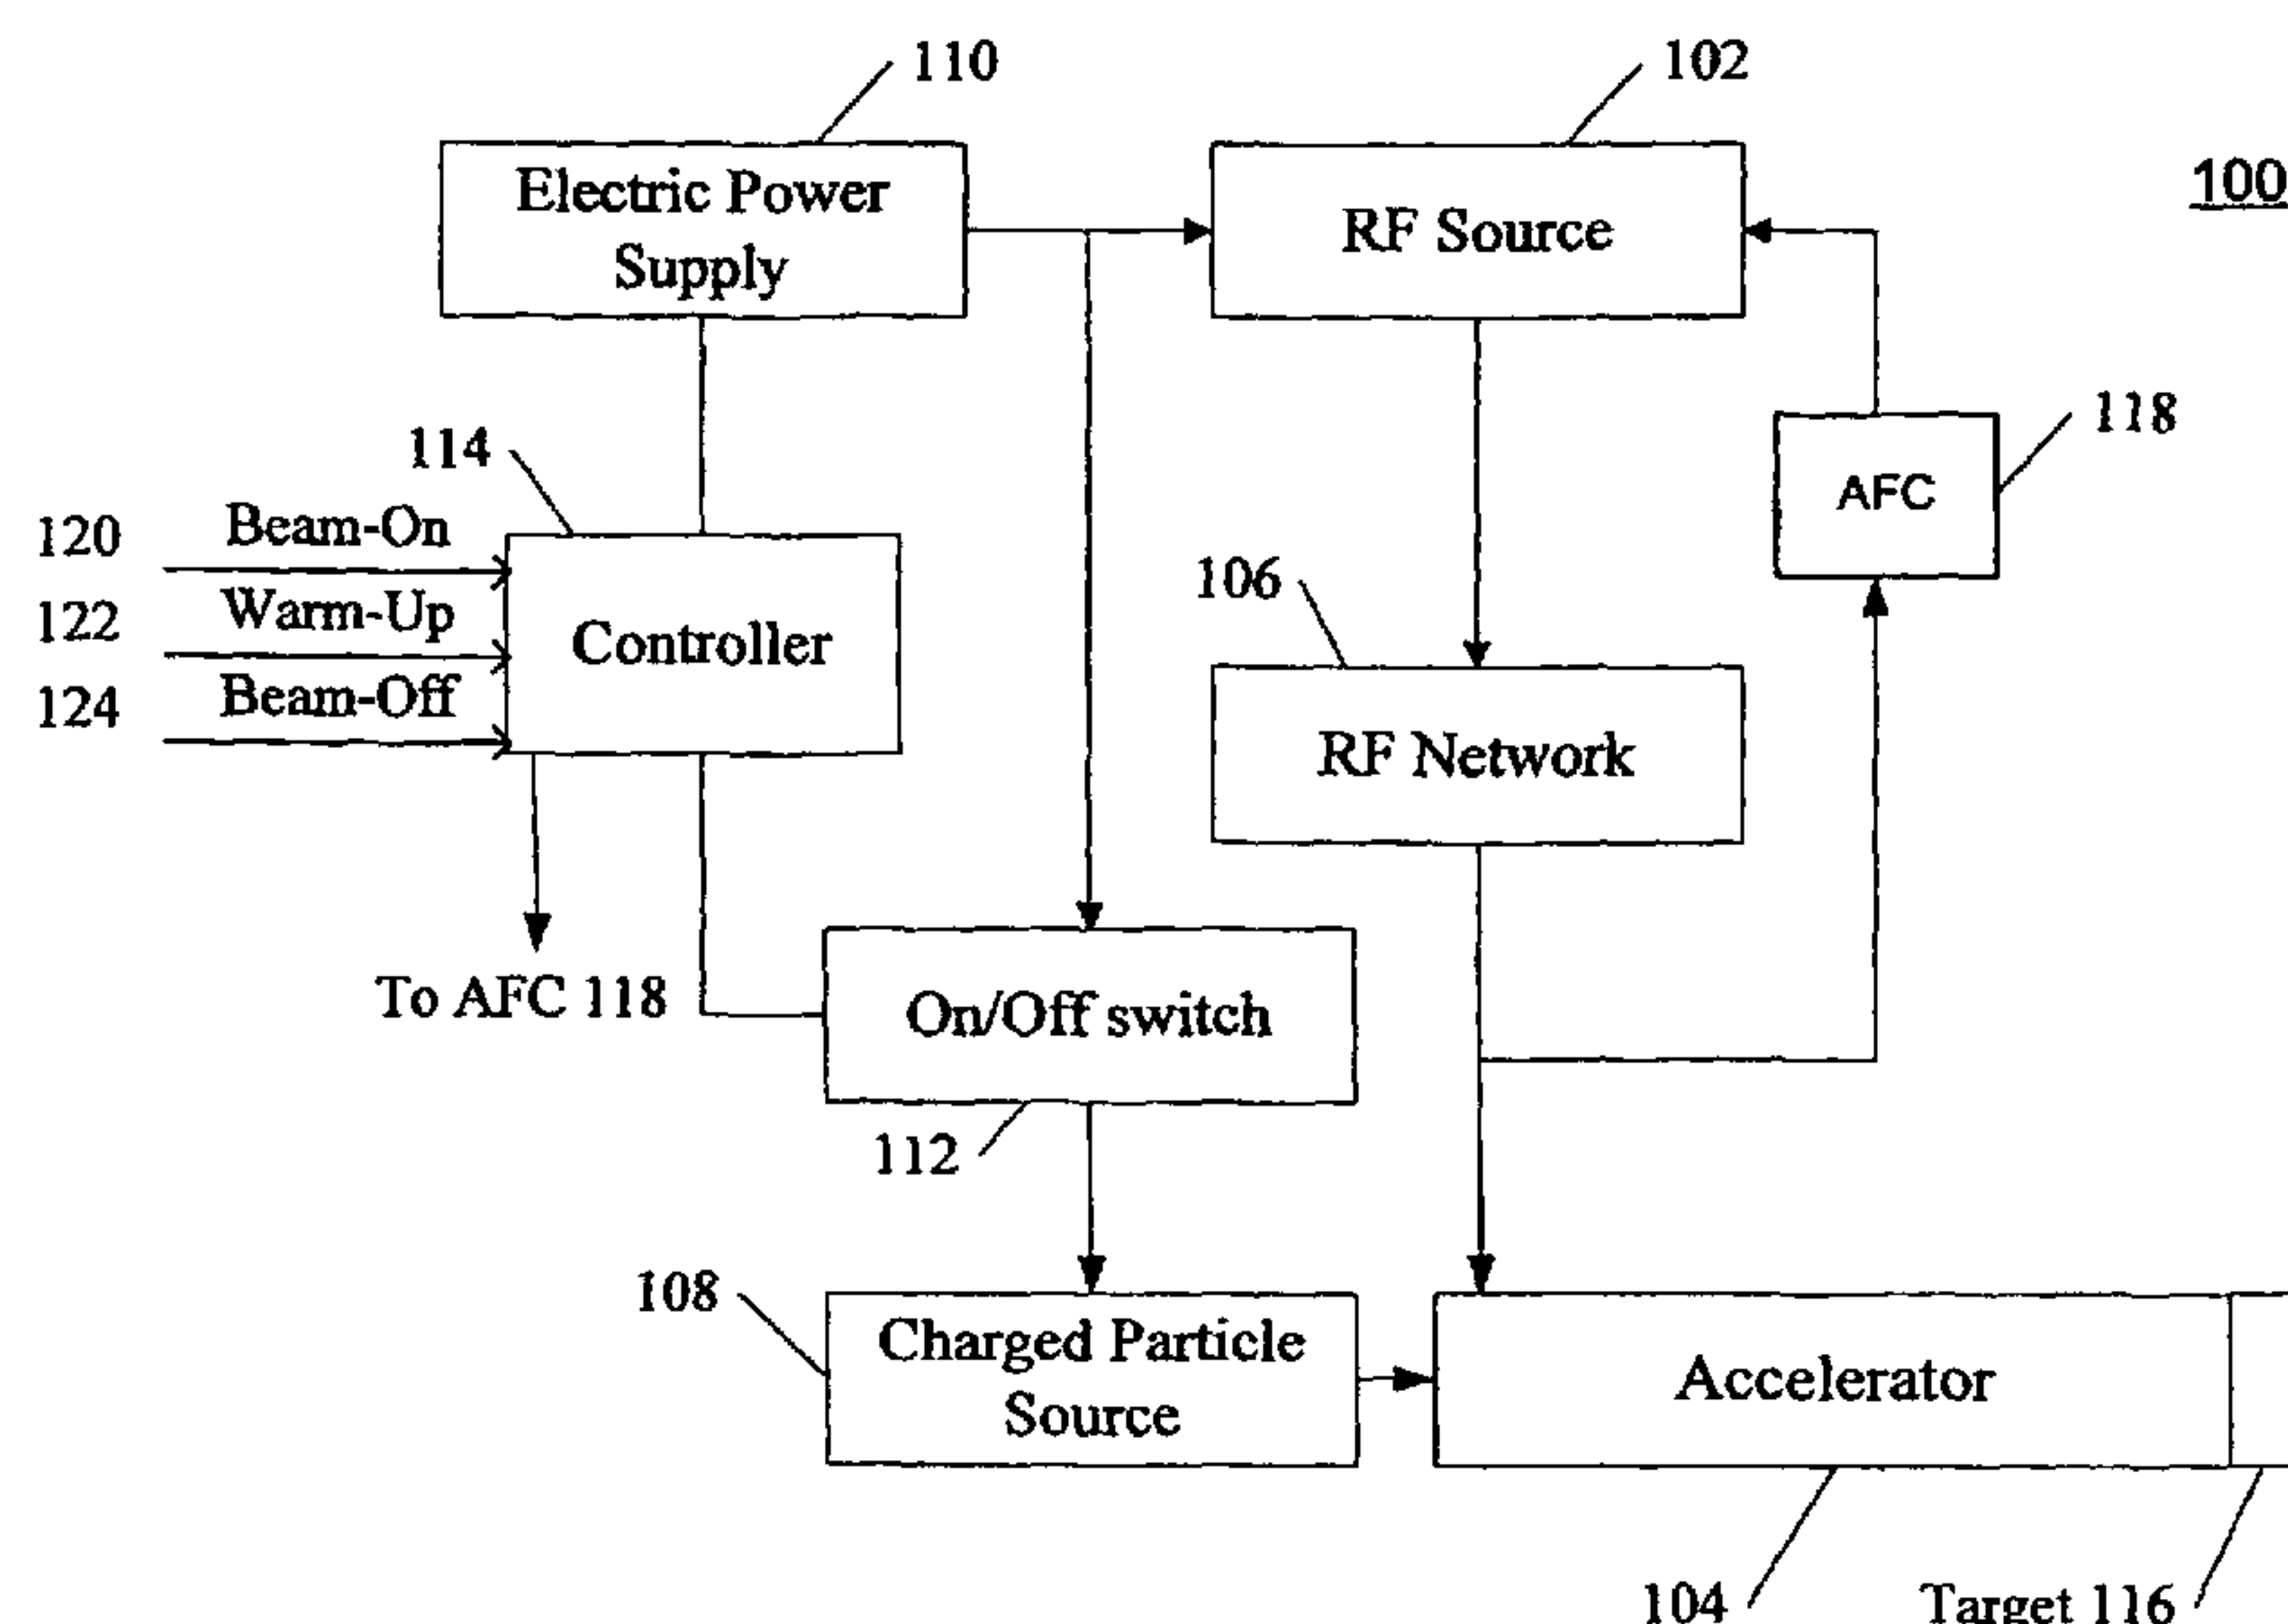 110
102
100
Electric Power
Supply
RF Source
118
AFC
114
120
Beam-On
122
Warm-Up
124
Beam-Off
Controller
106
RF Network
To AFC 118
On/Off switch
112
108
Charged Particle
Source
Accelerator
104
Target 116